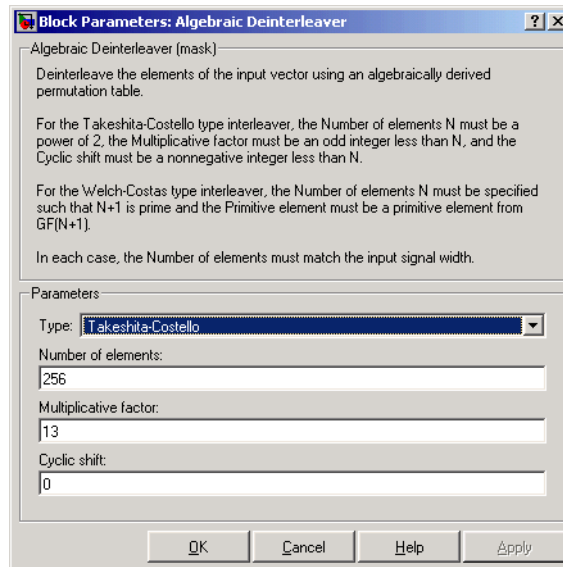 Block Parameters: Algebraic Deinterleaver
Algebraic Deinterleaver (mask)
Deinterleave the elements of the input vector using an algebraically derived
permutation table.
For the Takeshita-Costello type interleaver, the Number of elements N must be a
power of 2, the Multiplicative factor must be an odd integer less than N, and the
Cyclic shift must be a nonnegative integer less than N.
For the Welch-Costas type interleaver, the Number of elements N must be specified
such that N+1 is prime and the Primitive element must be a primitive element from
GF(N+1).
In each case, the Number of elements must match the input signal width.
Parameters
Type: Takeshita-Costello
Number of elements:
256
Multiplicative factor:
13
Cyclic shift:
0
OK Cancel Help Apply